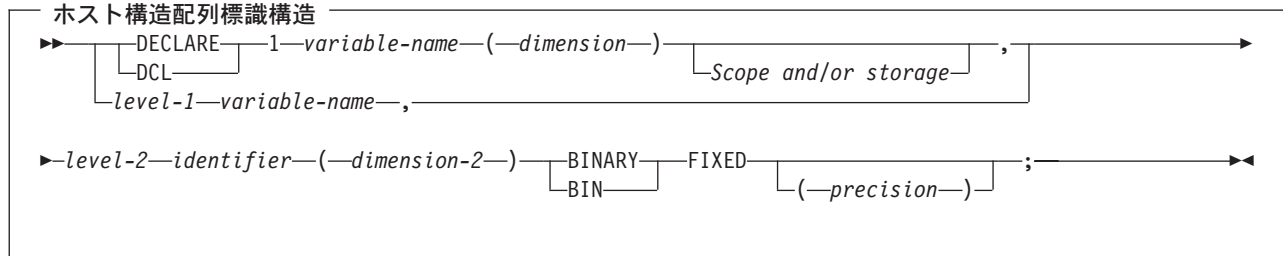 ホスト構造配列標識構造
DECLARE 1 variable-name ( dimension ) ,
DCL Scope and/or storage
level-1 variable-name ,
level-2 identifier ( dimension-2 ) BINARY FIXED ;
BIN ( precision )